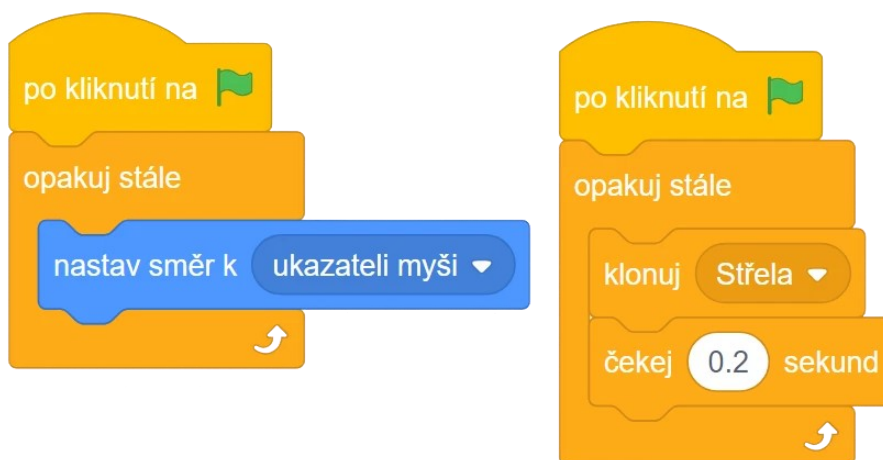 po kliknutí na
opakuj stále
nastav směr k ukazateli myši
po kliknutí na
opakuj stále
klonuj Střela
čekej 0.2 sekund